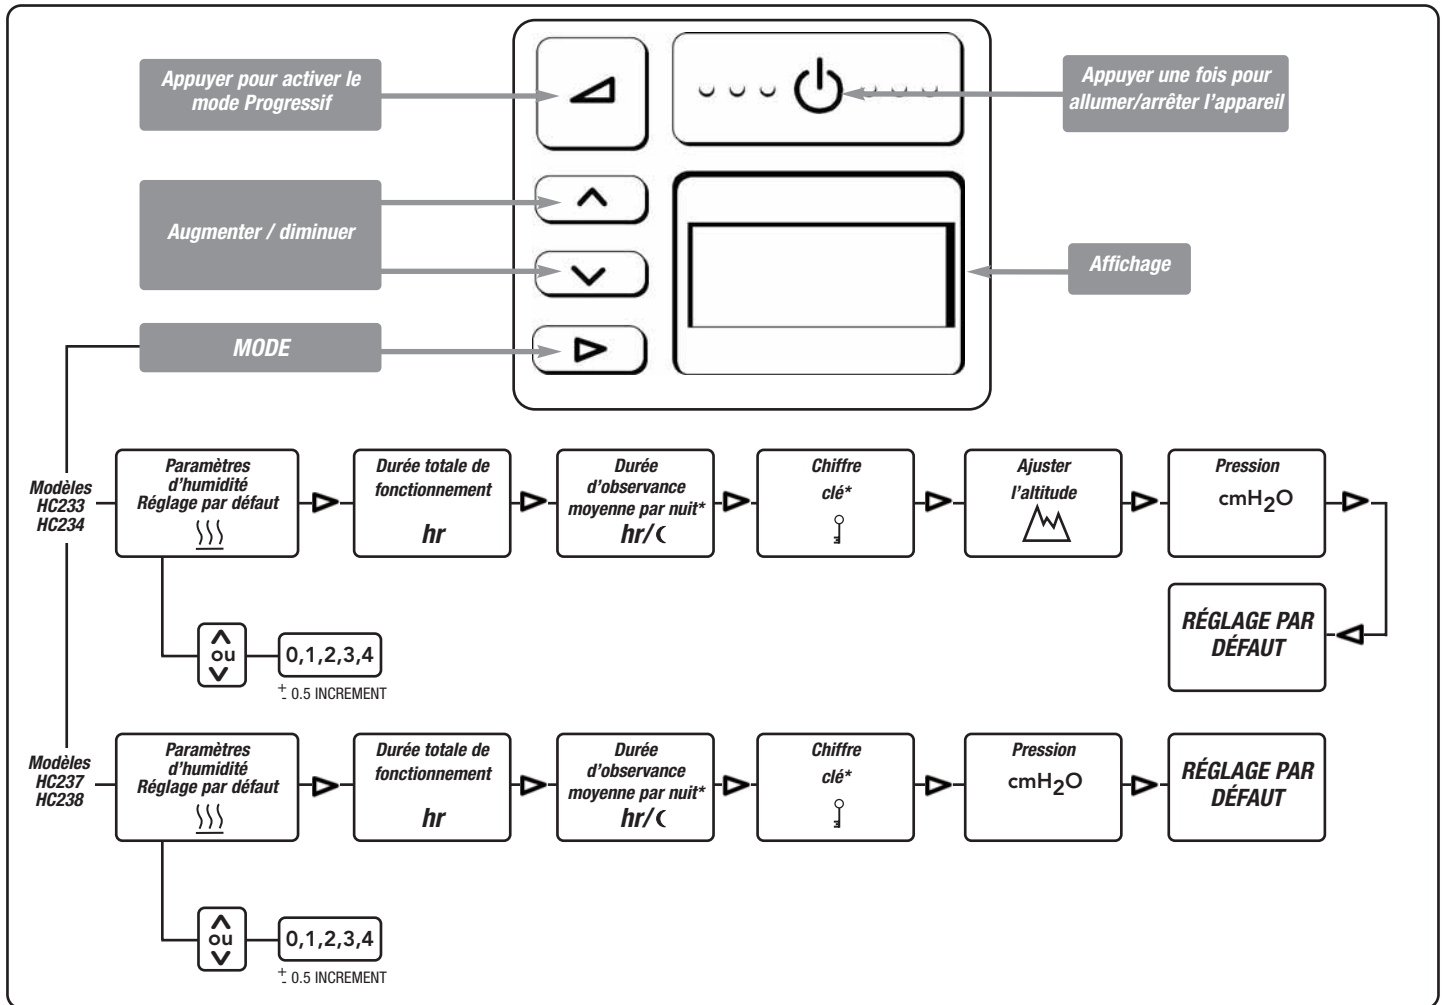 Appuyer pour activer le
mode Progressif
Appuyer une fois pour
allumer/arrêter l'appareil
Augmenter / diminuer
Affichage
MODE
Modèles
HC233
HC234
Paramètres
d'humidité
Réglage par défaut
Durée totale de
fonctionnement
hr
Durée
d'observance
moyenne par nuit*
hr/☾
Chiffre
clé*
Ajuster
l'altitude
Pression
cmH₂O
RÉGLAGE PAR
DÉFAUT
ou
0,1,2,3,4
+- 0.5 INCREMENT
Modèles
HC237
HC238
Paramètres
d'humidité
Réglage par défaut
Durée totale de
fonctionnement
hr
Durée
d'observance
moyenne par nuit*
hr/☾
Chiffre
clé*
Pression
cmH₂O
RÉGLAGE PAR
DÉFAUT
ou
0,1,2,3,4
+- 0.5 INCREMENT